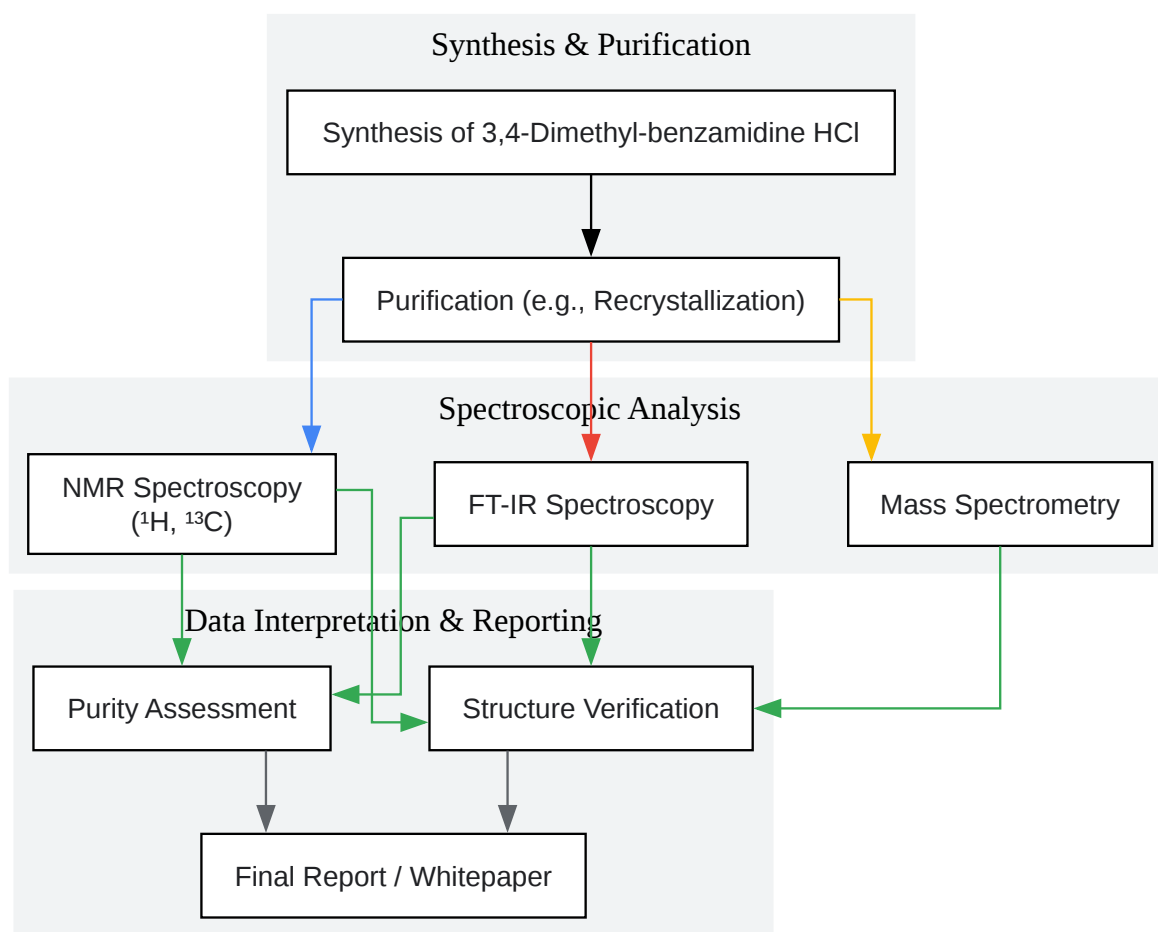 Synthesis & Purification
Synthesis of 3,4-Dimethyl-benzamidine HCl
Purification (e.g., Recrystallization)
Spectroscopic Analysis
NMR Spectroscopy
(¹H, ¹³C)
FT-IR Spectroscopy
Mass Spectrometry
Data Interpretation & Reporting
Purity Assessment
Structure Verification
Final Report / Whitepaper